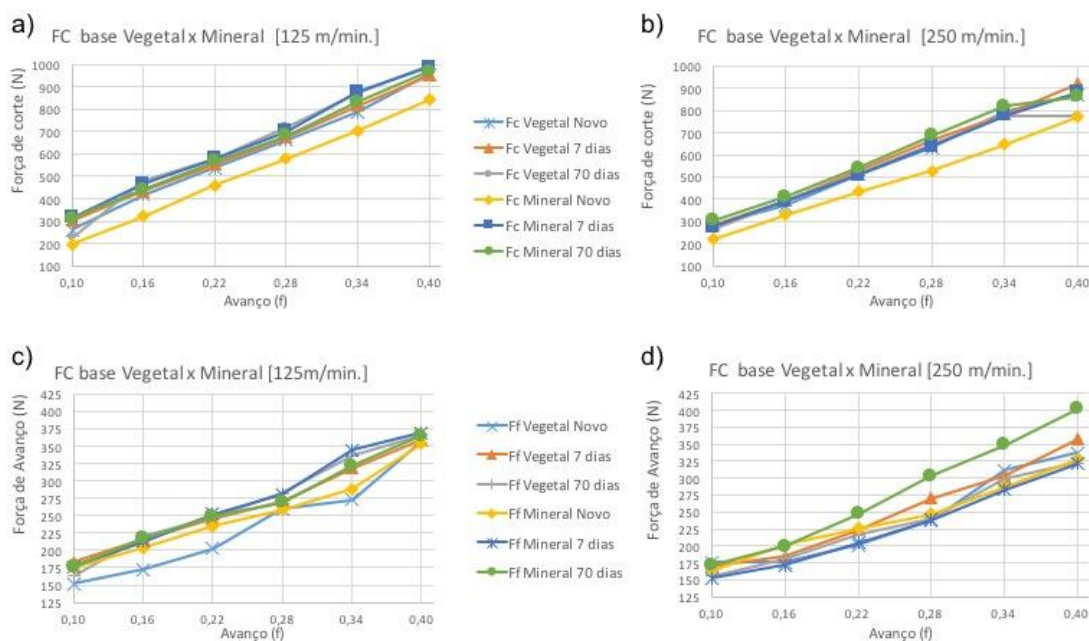 a)
FC base Vegetal x Mineral [125 m/min.]
Força de corte (N)
1000
900
800
700
600
500
400
300
200
100
0,10 0,16 0,22 0,28 0,34 0,40
Avanço (f)
Fc Vegetal Novo
Fc Vegetal 7 dias
Fc Vegetal 70 dias
Fc Mineral Novo
Fc Mineral 7 dias
Fc Mineral 70 dias
b)
FC base Vegetal x Mineral [250 m/min.]
Força de corte (N)
1000
900
800
700
600
500
400
300
200
100
0,10 0,16 0,22 0,28 0,34 0,40
Avanço (f)
c)
FC base Vegetal x Mineral [125m/min.]
Força de Avanço (N)
425
400
375
350
325
300
275
250
225
200
175
150
125
0,10 0,16 0,22 0,28 0,34 0,40
Avanço (f)
Ff Vegetal Novo
Ff Vegetal 7 dias
Ff Vegetal 70 dias
Ff Mineral Novo
Ff Mineral 7 dias
Ff Mineral 70 dias
d)
FC base Vegetal x Mineral [250 m/min.]
Força de Avanço (N)
425
400
375
350
325
300
275
250
225
200
175
150
125
0,10 0,16 0,22 0,28 0,34 0,40
Avanço (f)